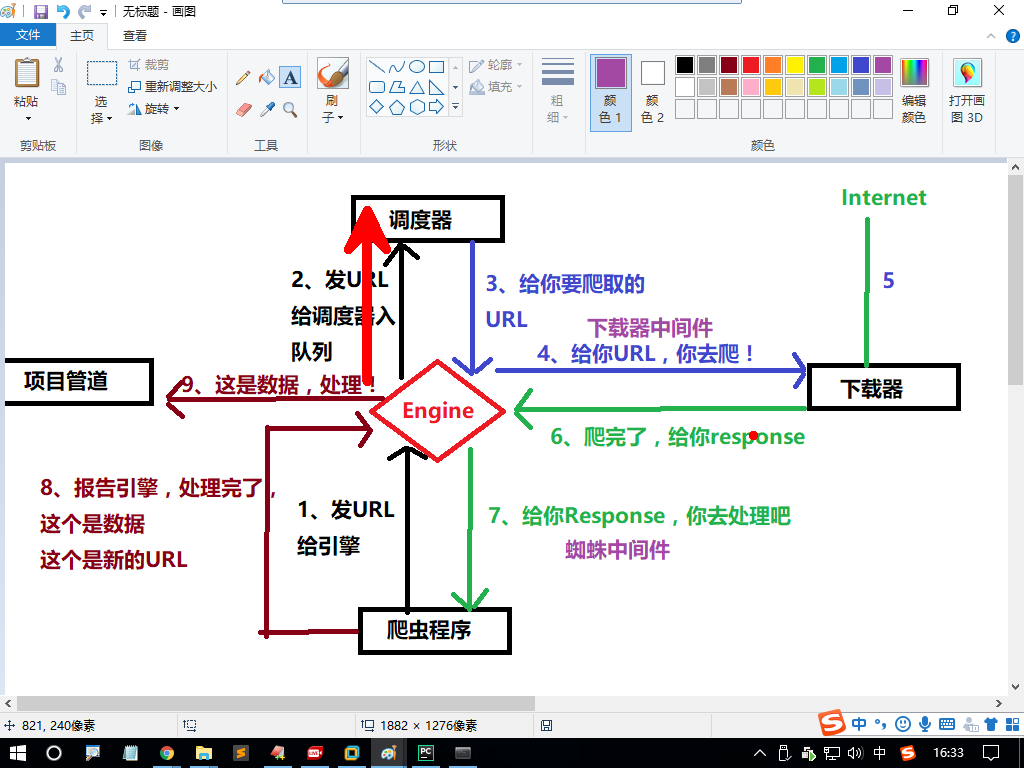 无标题 - 画图
文件
主页
查看
粘贴
剪贴板
选
择
裁剪
重新调整大小
旋转
图像
A
工具
刷
子
轮廓
填充
形状
粗
细
颜
色 1
颜
色 2
编辑
颜色
颜色
打开画
图 3D
Internet
调度器
2、发URL
给调度器入
队列
3、给你要爬取的
URL
5
下载器中间件
4、给你URL，你去爬！
项目管道
9、这是数据，处理！
下载器
Engine
6、爬完了，给你response
8、报告引擎，处理完了，
这个是数据
这个是新的URL
1、发URL
给引擎
7、给你Response，你去处理吧
蜘蛛中间件
爬虫程序
821, 240像素
1882 × 1276像素
S 中
PC
中
S
16:33